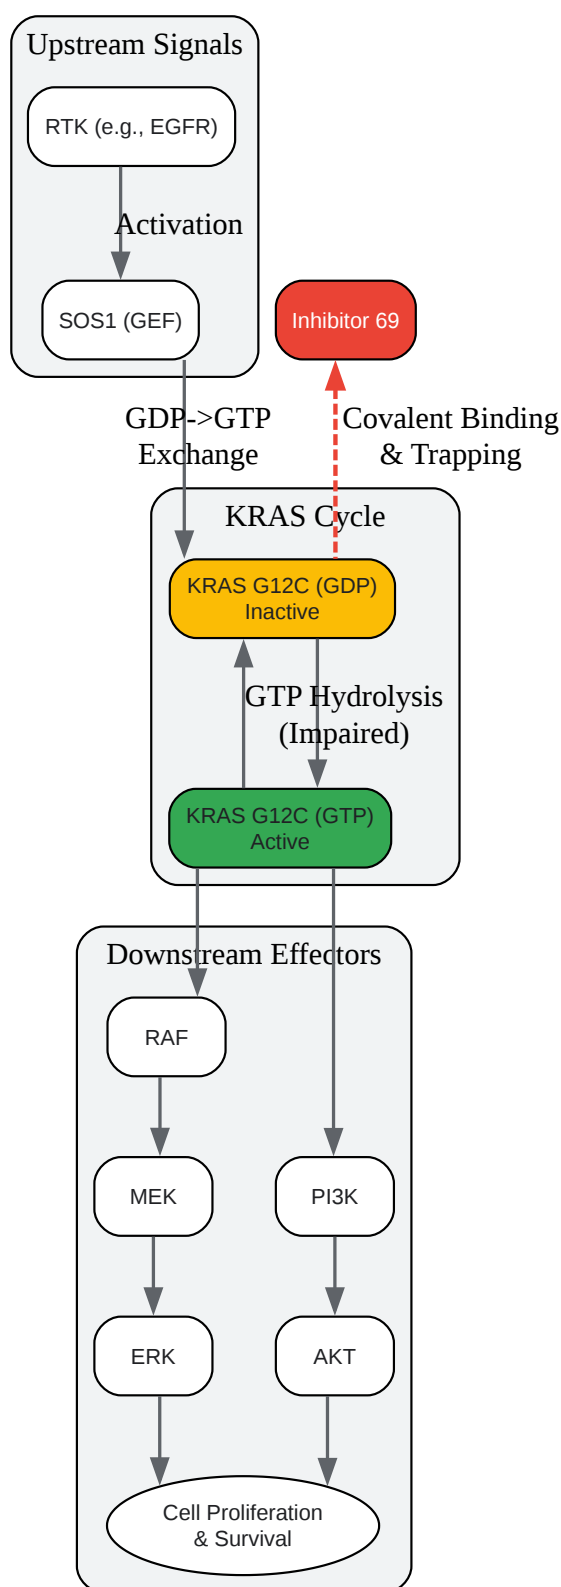 Upstream Signals
RTK (e.g., EGFR)
Activation
SOS1 (GEF)
Inhibitor 69
GDP->GTP
Exchange
Covalent Binding
& Trapping
KRAS Cycle
KRAS G12C (GDP)
Inactive
GTP Hydrolysis
(Impaired)
KRAS G12C (GTP)
Active
Downstream Effectors
RAF
MEK
PI3K
ERK
AKT
Cell Proliferation
& Survival